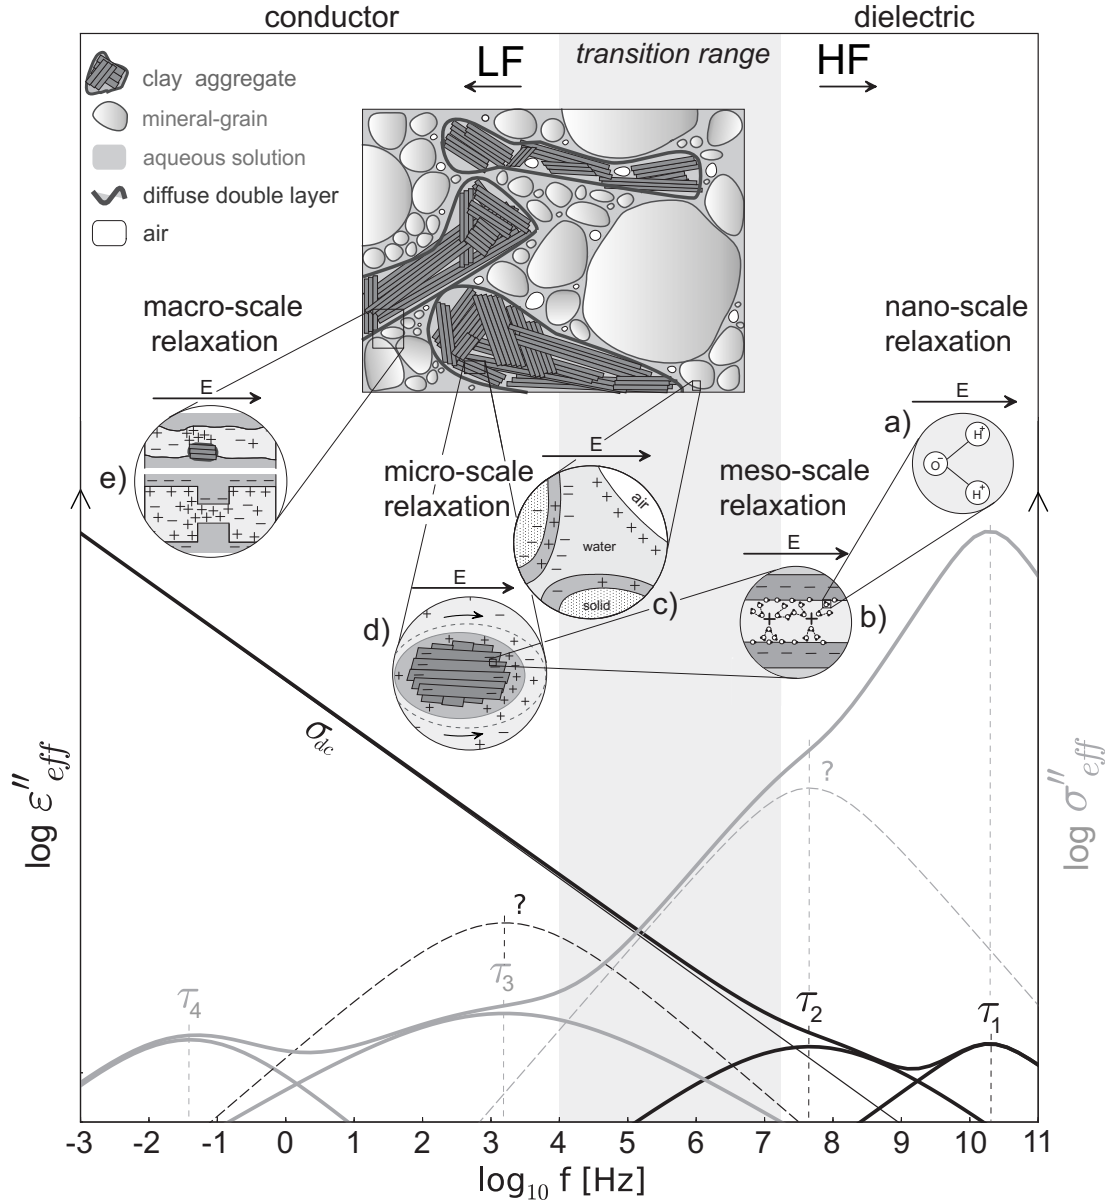 conductor
dielectric
LF
transition range
HF
clay aggregate
mineral-grain
aqueous solution
diffuse double layer
air
macro-scale
relaxation
nano-scale
relaxation
E
E
a)
H+
O-
H+
e)
micro-scale
relaxation
E
air
water
solid
c)
meso-scale
relaxation
E
b)
E
d)
σdc
log ε''eff
log σ''eff
?
?
τ4
τ3
τ2
τ1
-3 -2 -1 0 1 2 3 4 5 6 7 8 9 10 11
log10 f [Hz]